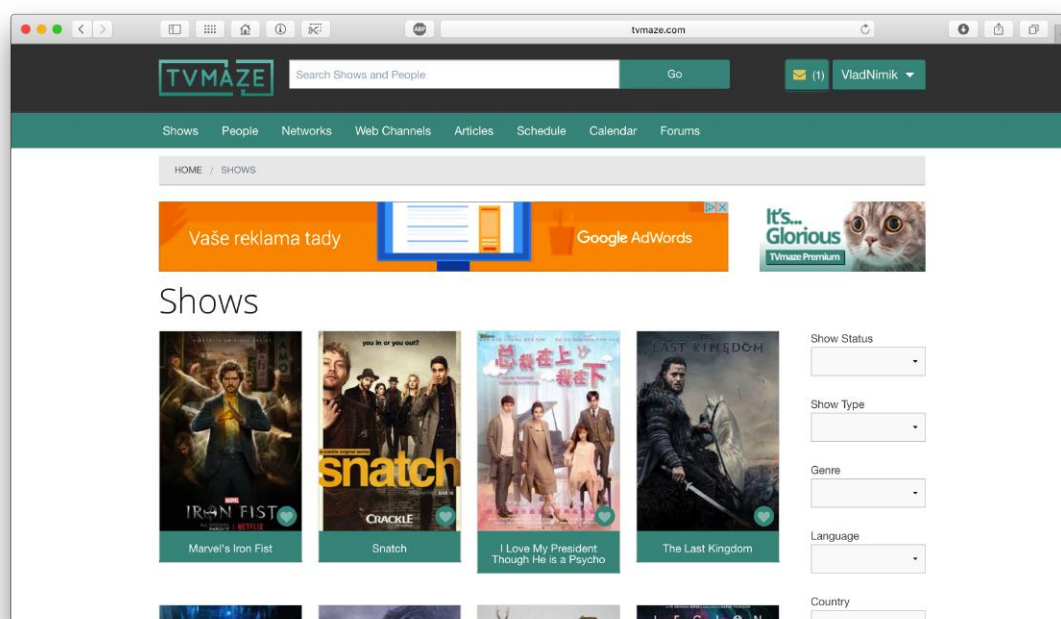 ABP
tvmaze.com
TVMAZE
Search Shows and People
Go
(1)
VladNimik
Shows People Networks Web Channels Articles Schedule Calendar Forums
HOME / SHOWS
Vaše reklama tady
Google AdWords
It's...
Glorious
TVmaze Premium
Shows
IRON FIST
NETFLIX
Marvel's Iron Fist
you in or you out?
snatch
CRACKLE
Snatch
总裁在上
我在下
I Love My President
Though He is a Psycho
THE
LAST KINGDOM
The Last Kingdom
Show Status
Show Type
Genre
Language
Country
LEGION